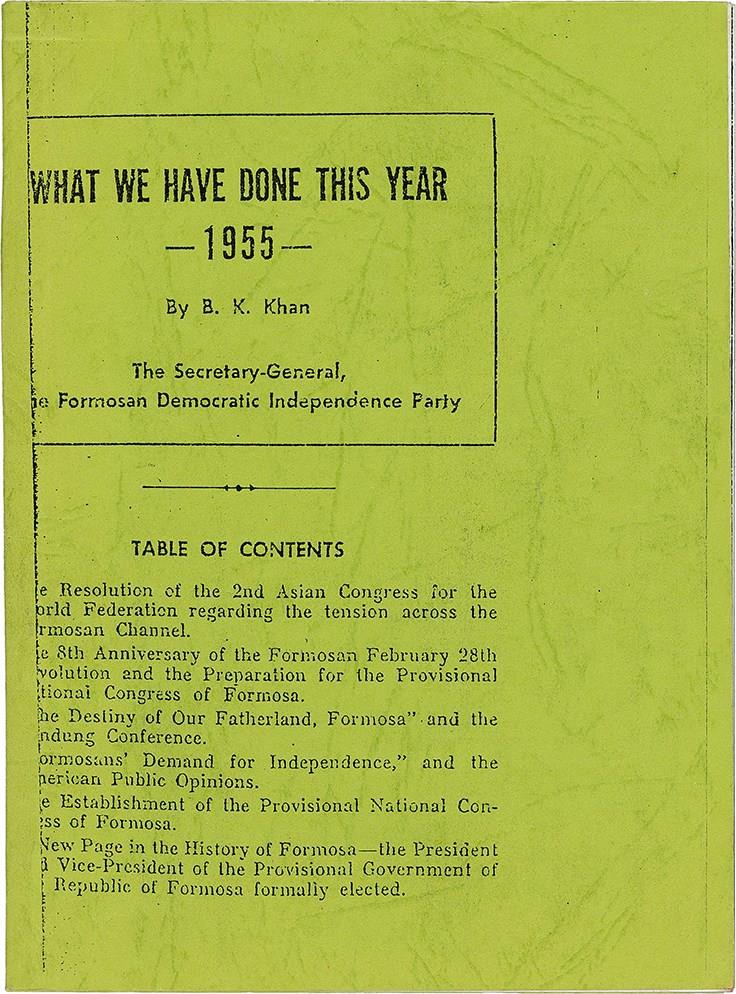 WHAT WE HAVE DONE THIS YEAR
—1955—
By B. K. Khan
The Secretary-General,
e Formosan Democratic Independence Party
TABLE OF CONTENTS
e Resolution of the 2nd Asian Congress for the
orld Federation regarding the tension across the
rmosan Channel.
e 8th Anniversary of the Formosan February 28th
volution and the Preparation for the Provisional
tional Congress of Formosa.
he Destiny of Our Fatherland, Formosa” and the
ndung Conference.
ormosans’ Demand for Independence,” and the
nerican Public Opinions.
e Establishment of the Provisional National Con-
ess of Formosa.
New Page in the History of Formosa—the President
d Vice-President of the Provisional Government of
Republic of Formosa formally elected.